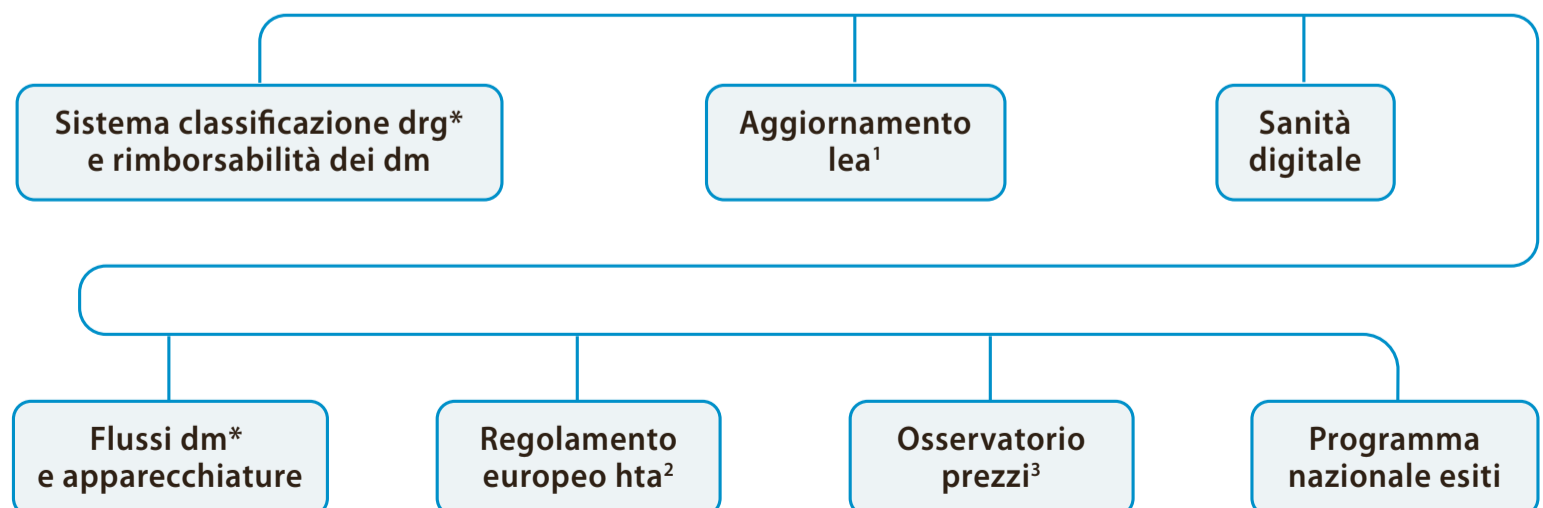 Sistema classificazione drg*
e rimborsabilità dei dm
Aggiornamento
lea¹
Sanità
digitale
Flussi dm*
e apparecchiature
Regolamento
europeo hta²
Osservatorio
prezzi³
Programma
nazionale esiti